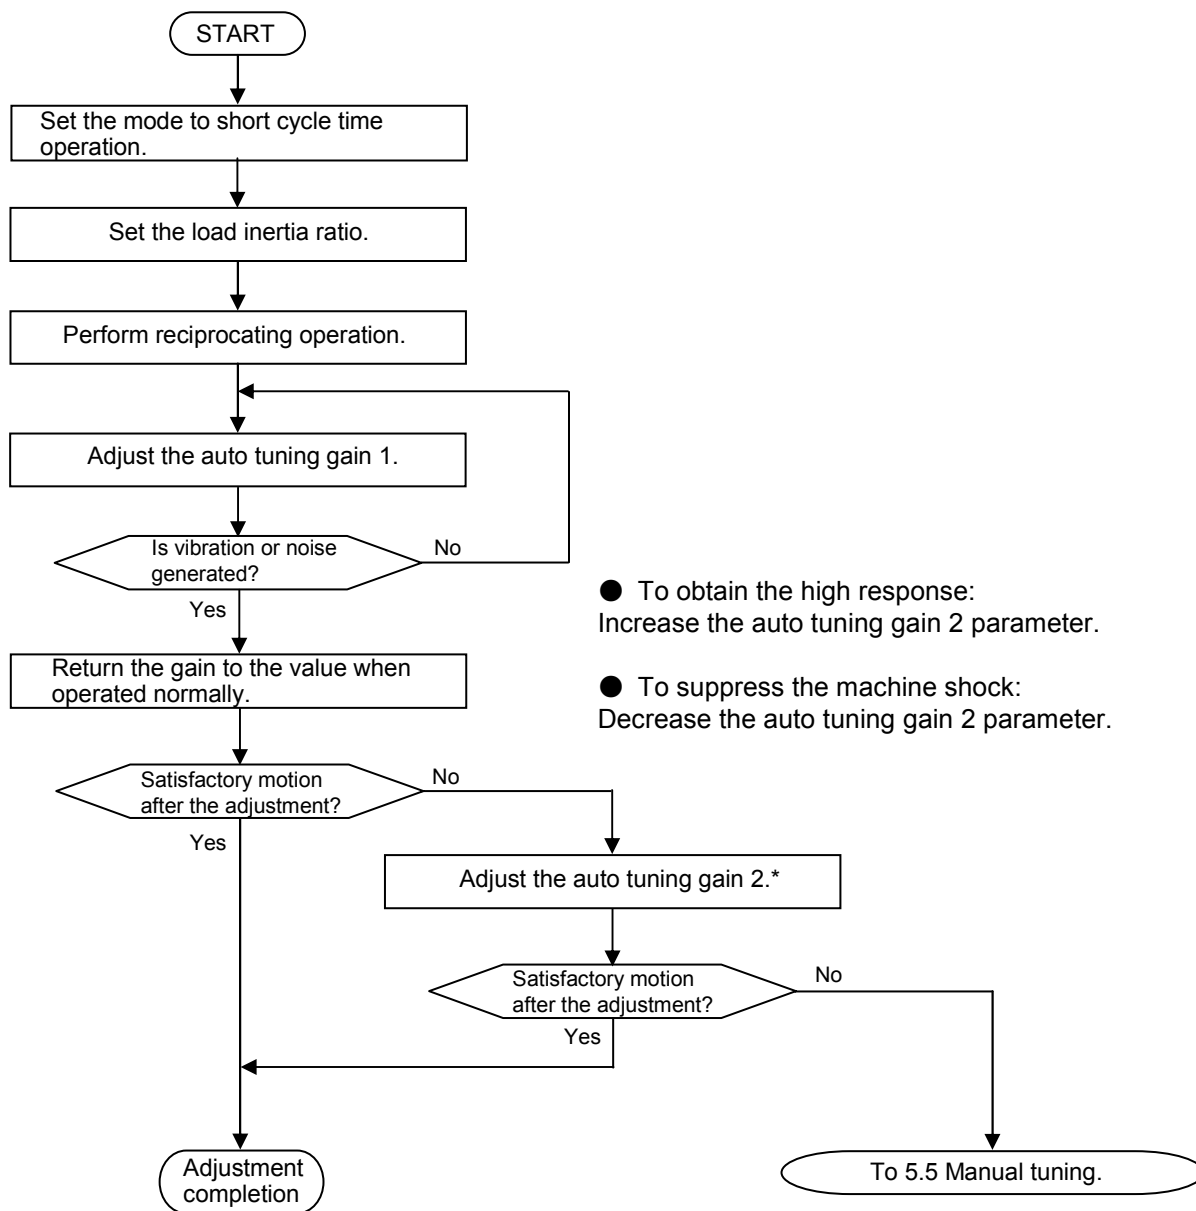 START
Set the mode to short cycle time
operation.
Set the load inertia ratio.
Perform reciprocating operation.
Adjust the auto tuning gain 1.
Is vibration or noise
generated?
No
Yes
● To obtain the high response:
Increase the auto tuning gain 2 parameter.
Return the gain to the value when
operated normally.
● To suppress the machine shock:
Decrease the auto tuning gain 2 parameter.
Satisfactory motion
after the adjustment?
No
Yes
Adjust the auto tuning gain 2.*
Satisfactory motion
after the adjustment?
No
Yes
Adjustment
completion
To 5.5 Manual tuning.